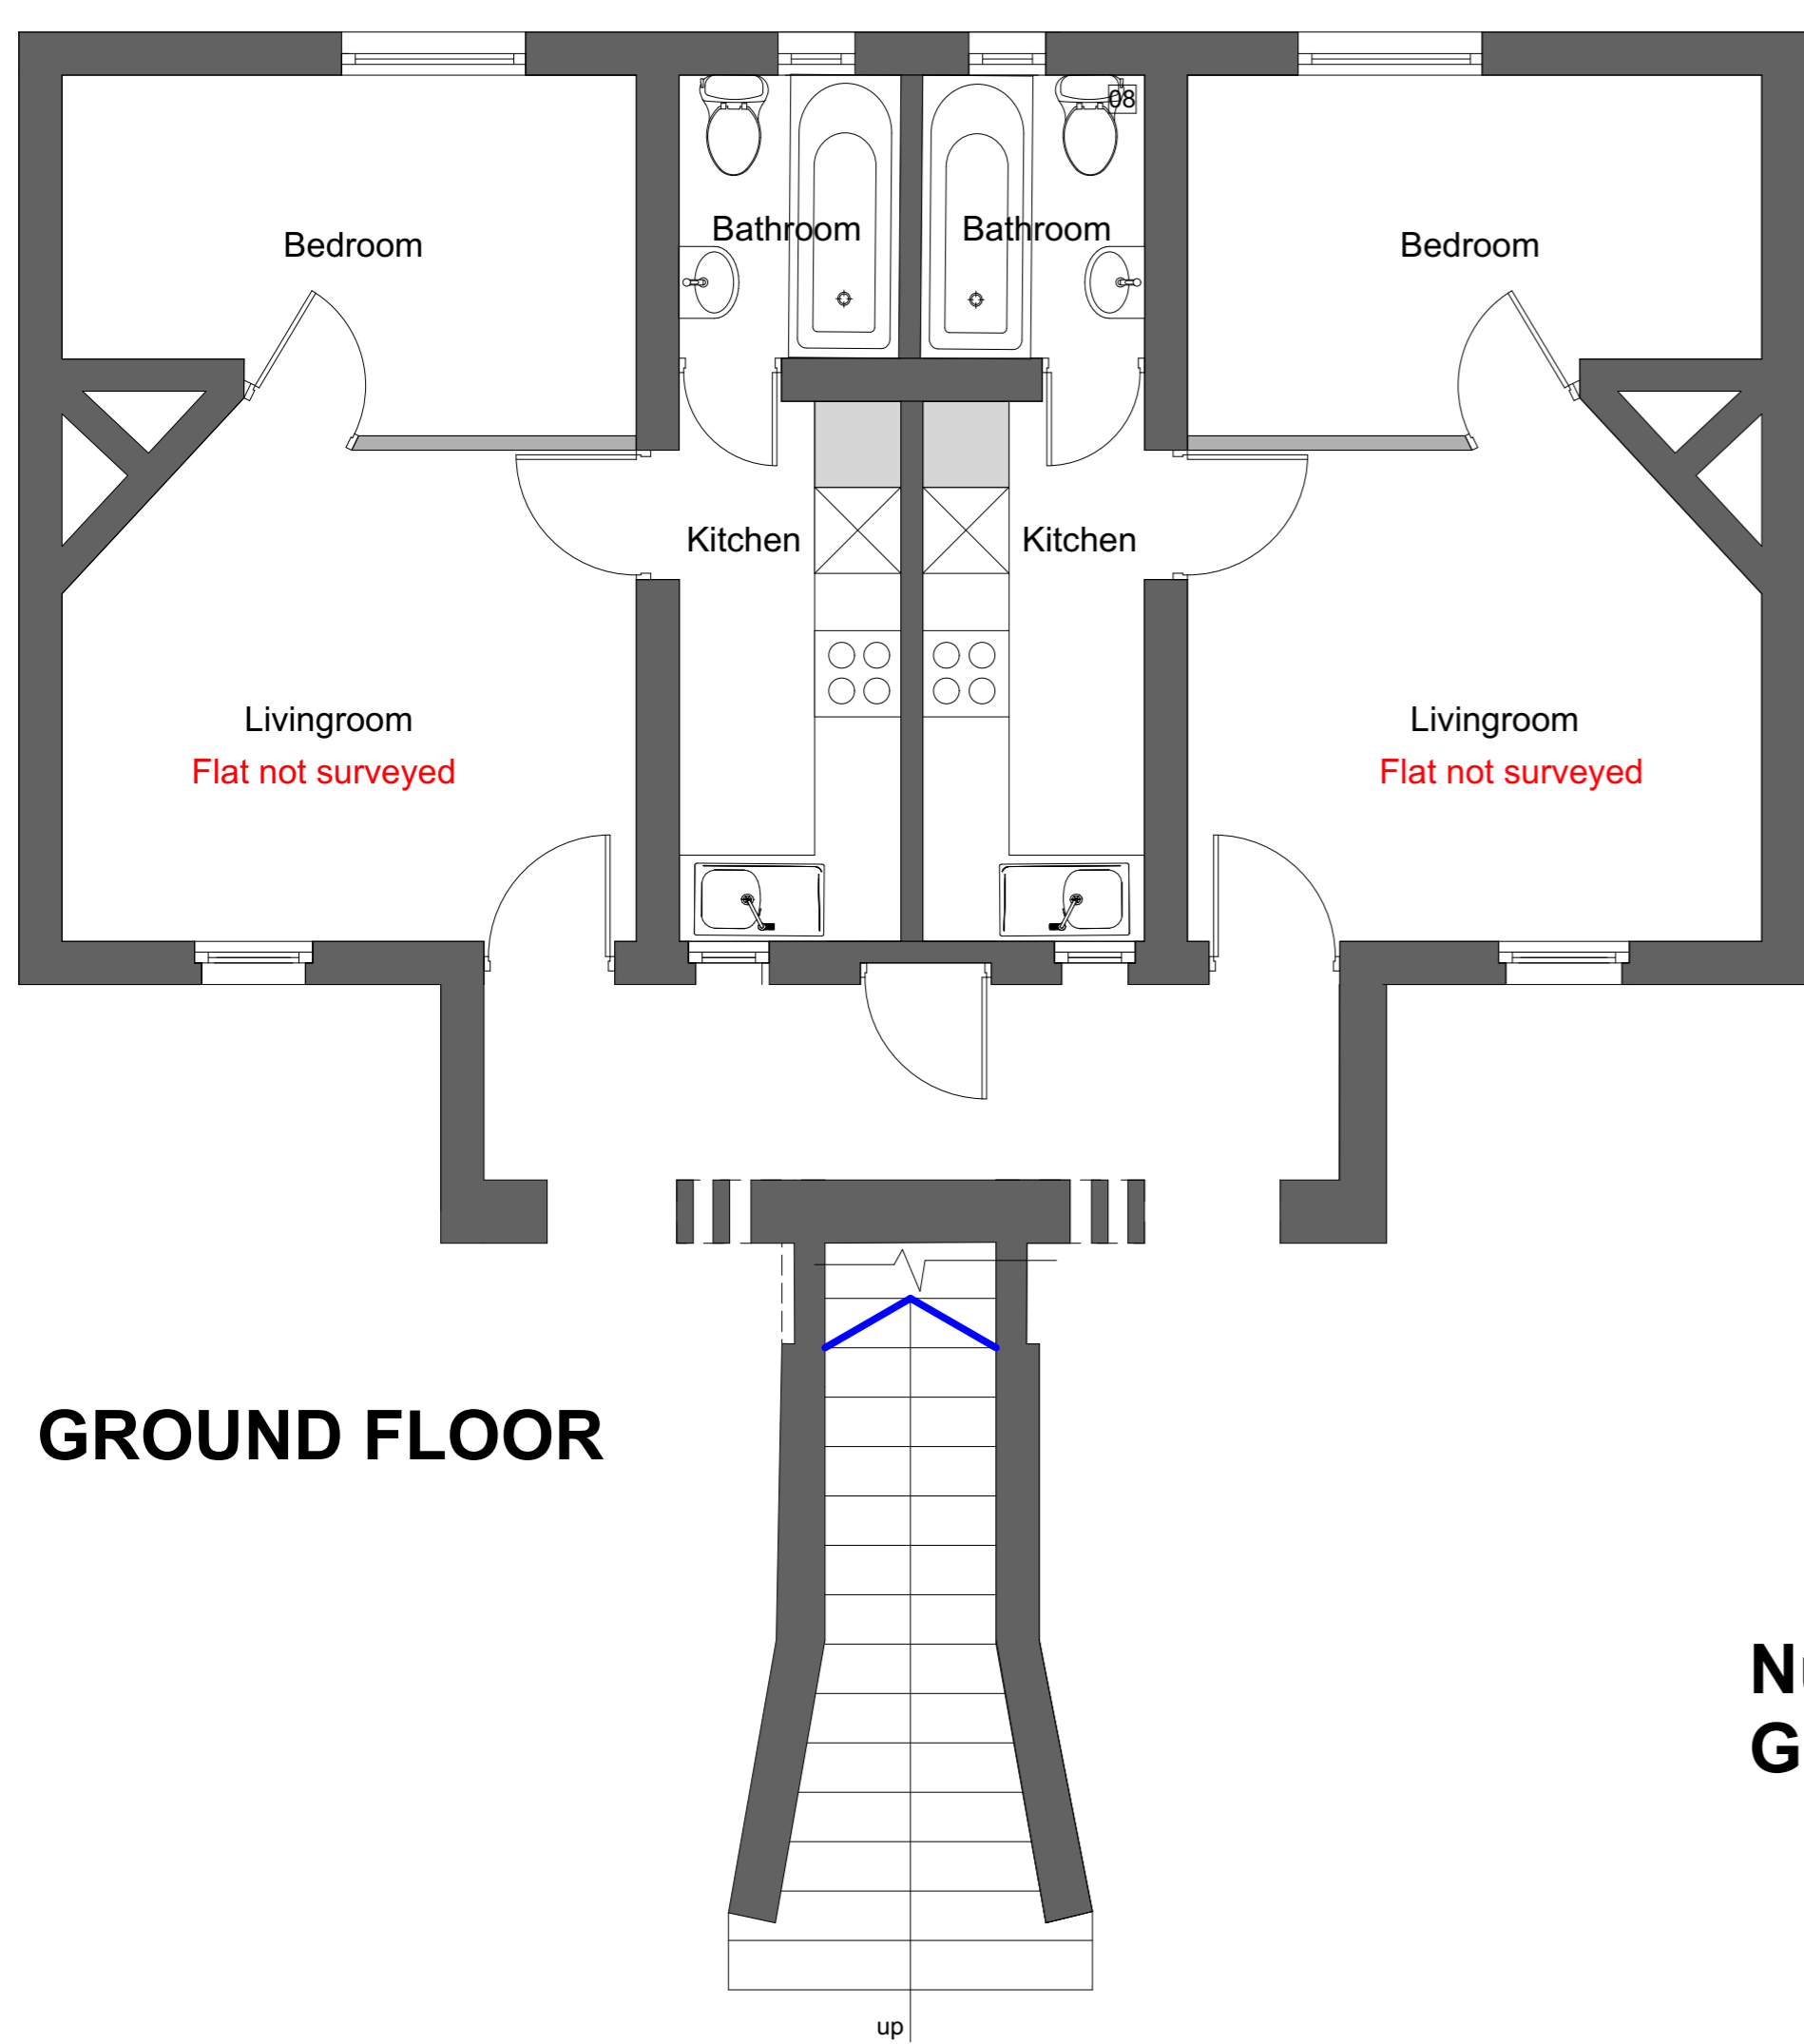 08
Bathroom Bathroom
Bedroom Bedroom
Kitchen Kitchen
Livingroom Livingroom
Flat not surveyed Flat not surveyed
GROUND FLOOR
G
up